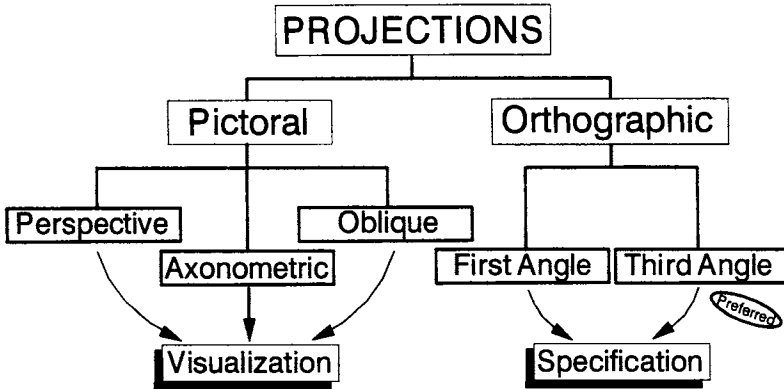 PROJECTIONS
Pictoral
Orthographic
Perspective
Oblique
Axonometric
First Angle
Third Angle
Preferred
Visualization
Specification